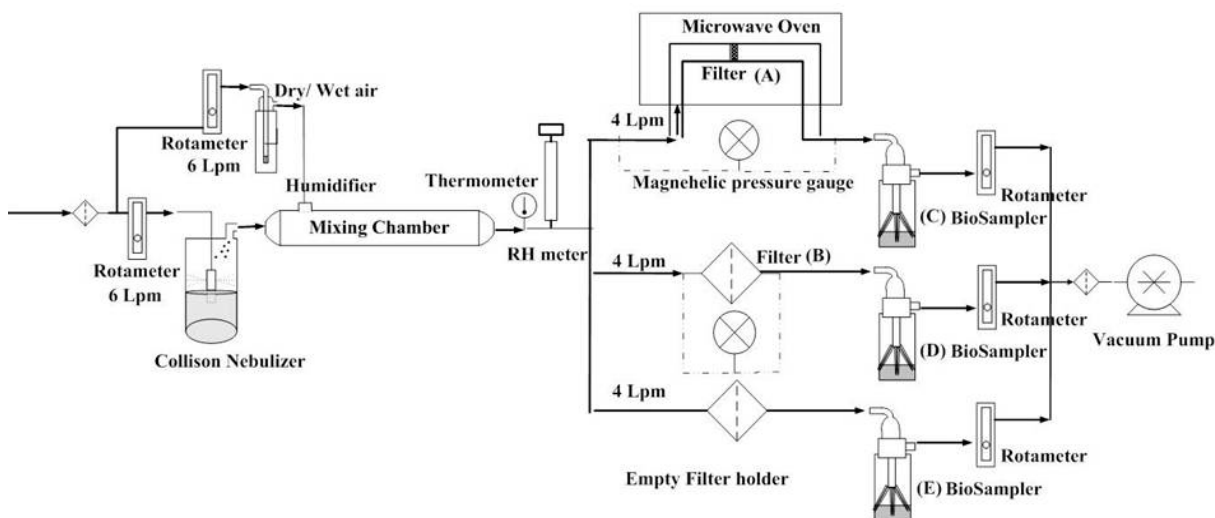 Microwave Oven
Filter (A)
Dry/ Wet air
4 Lpm
Rotameter
6 Lpm
Magnehelic pressure gauge
Humidifier
Thermometer
Rotameter
Mixing Chamber
(C) BioSampler
RH meter
Rotameter
6 Lpm
4 Lpm
Filter (B)
Rotameter
Collison Nebulizer
(D) BioSampler
Vacuum Pump
4 Lpm
Rotameter
Empty Filter holder
(E) BioSampler